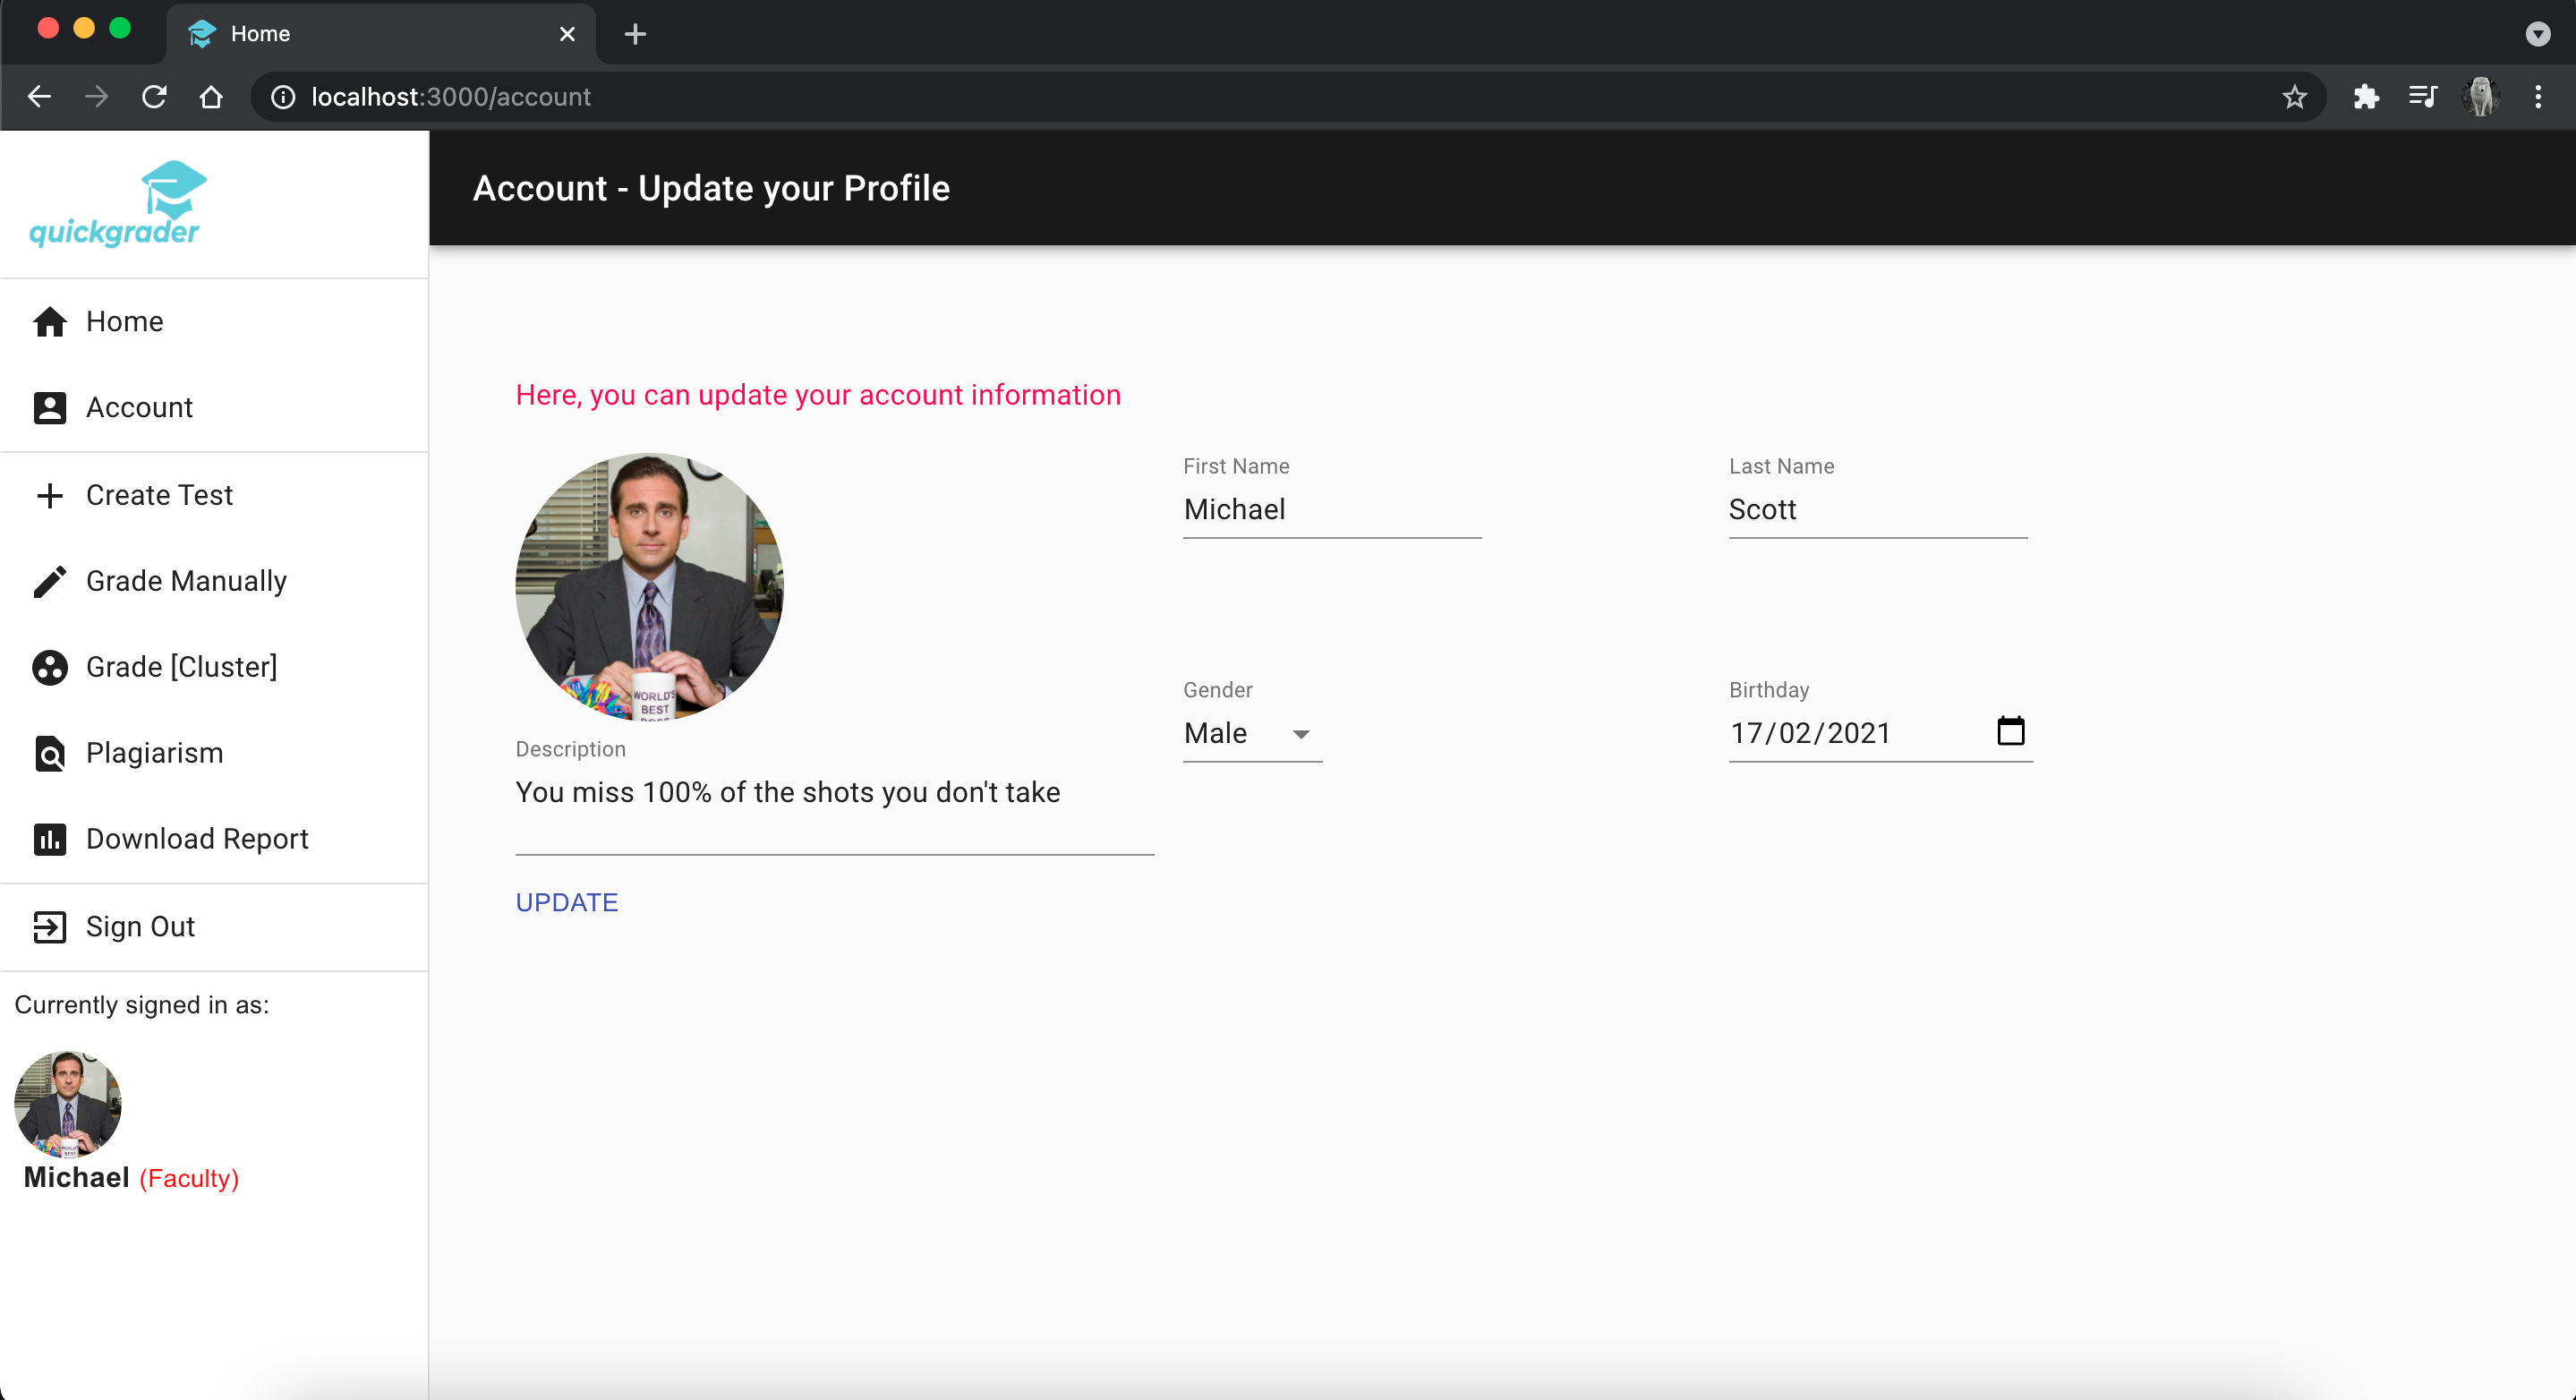 Home
localhost:3000/account
quickgrader
Account - Update your Profile
Home
Account
Create Test
Grade Manually
Grade [Cluster]
Plagiarism
Download Report
Sign Out
Currently signed in as:
Michael (Faculty)
Here, you can update your account information
WORLD'S
BEST
First Name
Michael
Last Name
Scott
Gender
Male
Birthday
17/02/2021
Description
You miss 100% of the shots you don't take
UPDATE